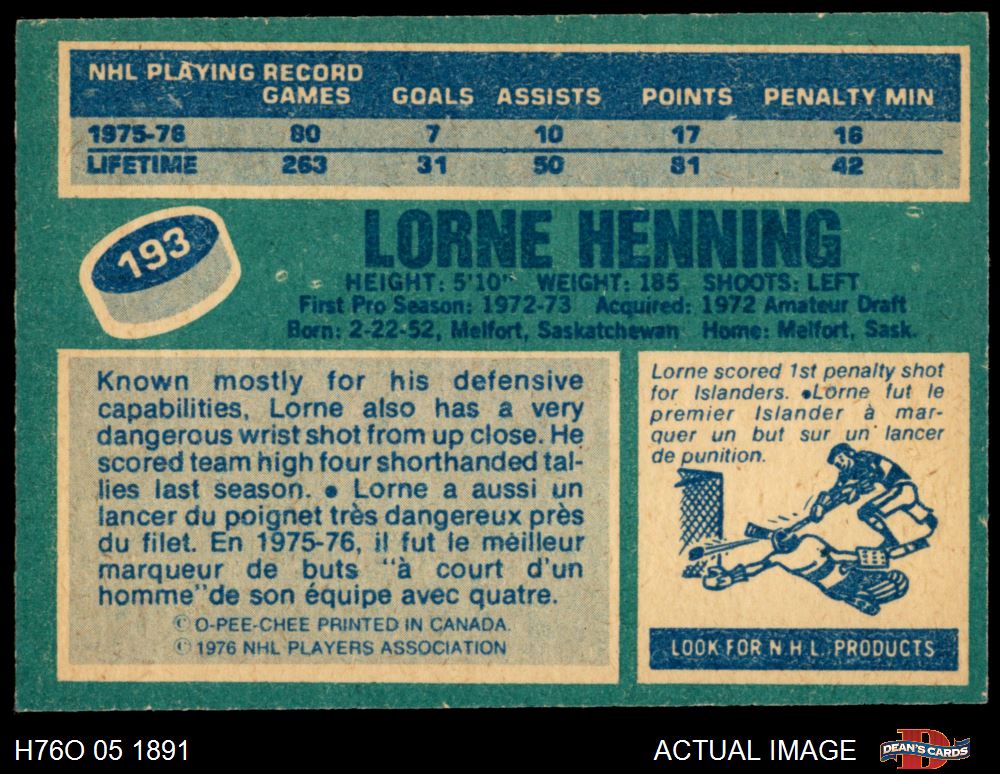 NHL PLAYING RECORD
GAMES GOALS ASSISTS POINTS PENALTY MIN
1975-76 80 7 10 17 16
LIFETIME 263 31 50 81 42
193
LORNE HENNING
HEIGHT: 5'10" WEIGHT: 185 SHOOTS: LEFT
First Pro Season: 1972-73 Acquired: 1972 Amateur Draft
Born: 2-22-52, Melfort, Saskatchewan Home: Melfort, Sask.
Known mostly for his defensive
capabilities, Lorne also has a very
dangerous wrist shot from up close. He
scored team high four shorthanded tal-
lies last season. ● Lorne a aussi un
lancer du poignet très dangereux près
du filet. En 1975-76, il fut le meilleur
marqueur de buts "à court d'un
homme" de son équipe avec quatre.
© O-PEE-CHEE PRINTED IN CANADA.
© 1976 NHL PLAYERS ASSOCIATION
Lorne scored 1st penalty shot
for Islanders. ●Lorne fut le
premier Islander à mar-
quer un but sur un lancer
de punition.
LOOK FOR N H L PRODUCTS
H76O 05 1891 ACTUAL IMAGE DEAN'S CARDS